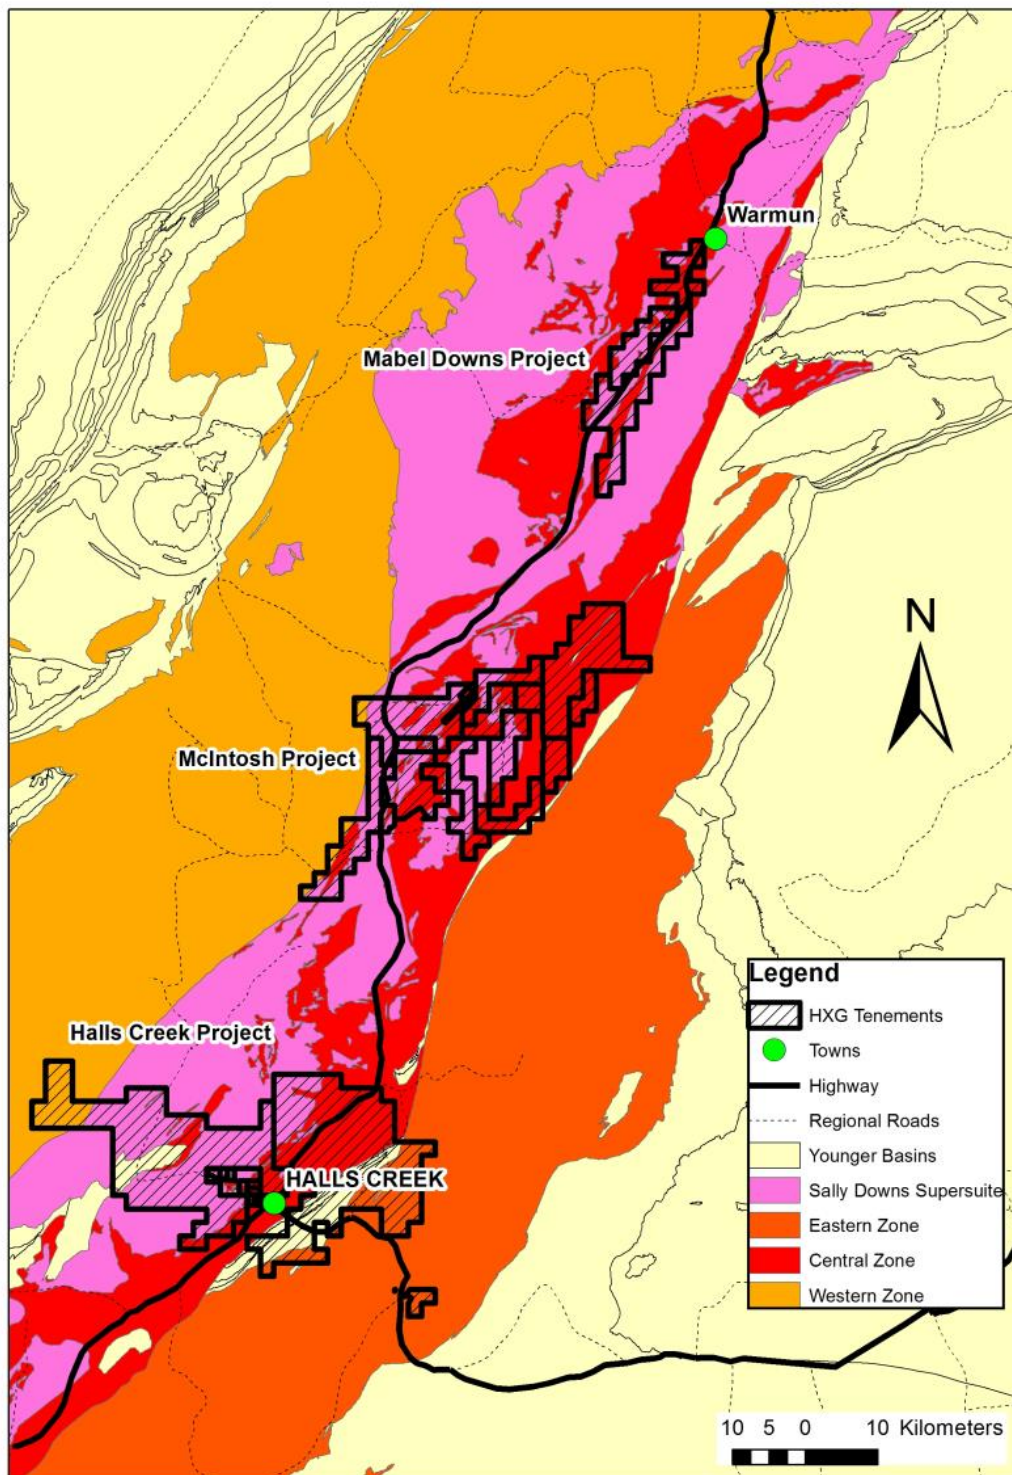 Warmun
Mabel Downs Project
N
McIntosh Project
Halls Creek Project
HALLS CREEK
Legend
HXG Tenements
Towns
Highway
Regional Roads
Younger Basins
Sally Downs Supersuite
Eastern Zone
Central Zone
Western Zone
10 5 0 10 Kilometers